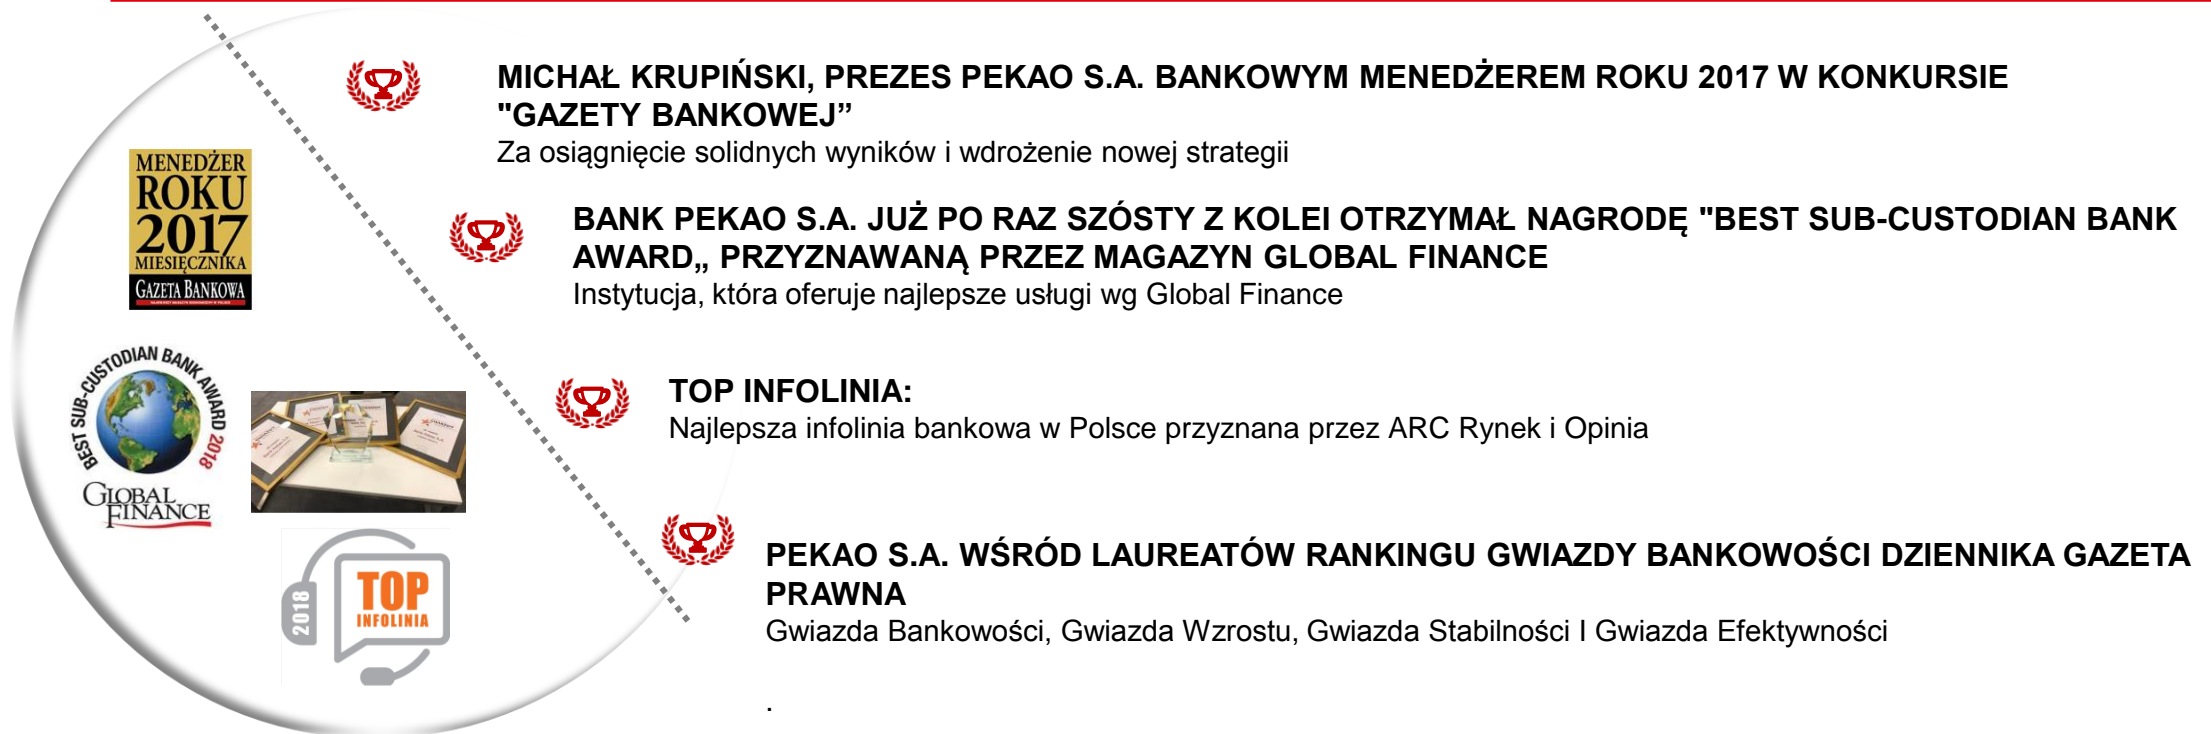 MICHAŁ KRUPIŃSKI, PREZES PEKAO S.A. BANKOWYM MENEDŻEREM ROKU 2017 W KONKURSIE
"GAZETY BANKOWEJ”
Za osiągnięcie solidnych wyników i wdrożenie nowej strategii
MENEDŻER
ROKU
2017
MIESIĘCZNIKA
GAZETA BANKOWA
BANK PEKAO S.A. JUŻ PO RAZ SZÓSTY Z KOLEI OTRZYMAŁ NAGRODĘ "BEST SUB-CUSTODIAN BANK
AWARD„ PRZYZNAWANĄ PRZEZ MAGAZYN GLOBAL FINANCE
Instytucja, która oferuje najlepsze usługi wg Global Finance
BEST SUB-CUSTODIAN BANK AWARD 2018
GLOBAL
FINANCE
TOP INFOLINIA:
Najlepsza infolinia bankowa w Polsce przyznana przez ARC Rynek i Opinia
2018
TOP
INFOLINIA
PEKAO S.A. WŚRÓD LAUREATÓW RANKINGU GWIAZDY BANKOWOŚCI DZIENNIKA GAZETA
PRAWNA
Gwiazda Bankowości, Gwiazda Wzrostu, Gwiazda Stabilności I Gwiazda Efektywności
.